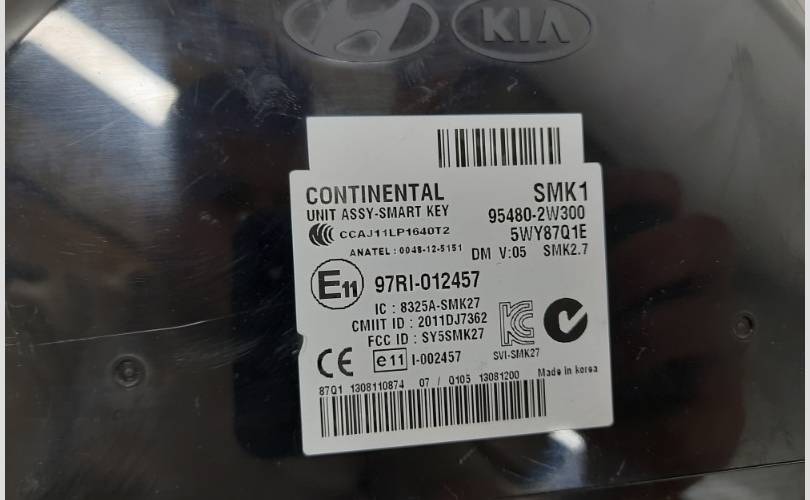 KIA
CONTINENTAL SMK1
UNIT ASSY-SMART KEY 95480-2W300
CCAJ11LP1640T2 5WY87Q1E
ANATEL : 0048-12-5151 DM V:05 SMK2.7
E11 97RI-012457
IC : 8325A-SMK27
CMIIT ID : 2011DJ7362
FCC ID : SY5SMK27
CE e11 I-002457 SVI-SMK27
87Q1 1308110874 07 / Q105 13081200 Made in korea